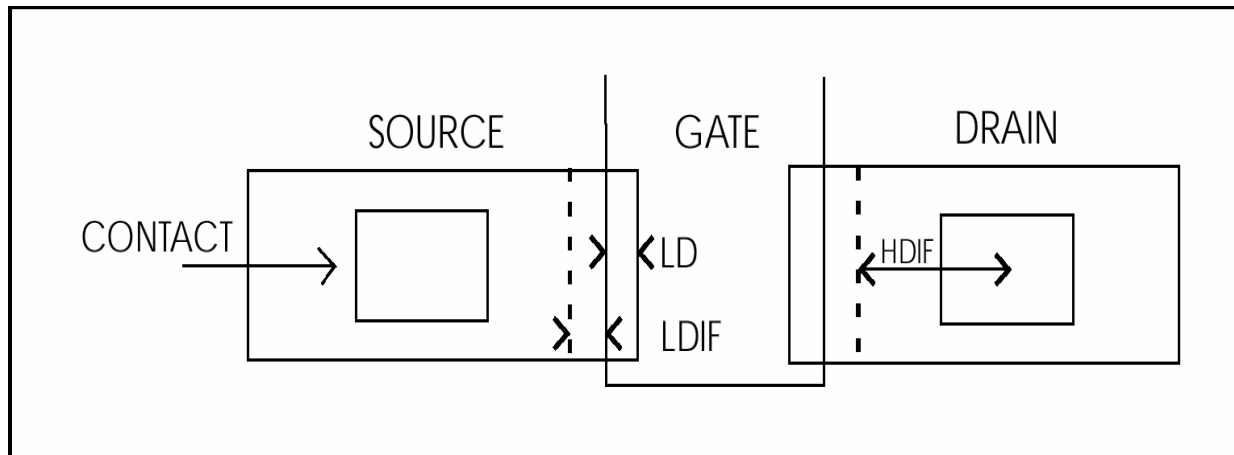 SOURCE
GATE
DRAIN
CONTACT
LD
HDIF
LDIF